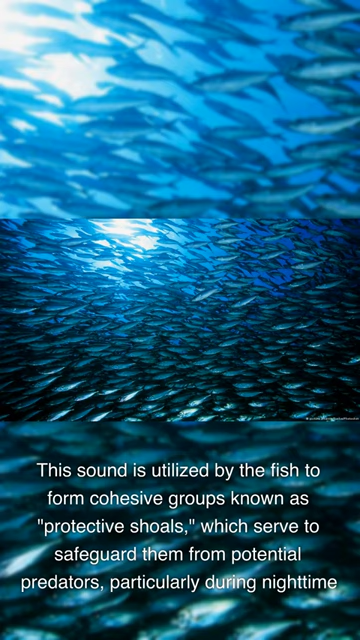 This sound is utilized by the fish to
form cohesive groups known as
"protective shoals," which serve to
safeguard them from potential
predators, particularly during nighttime